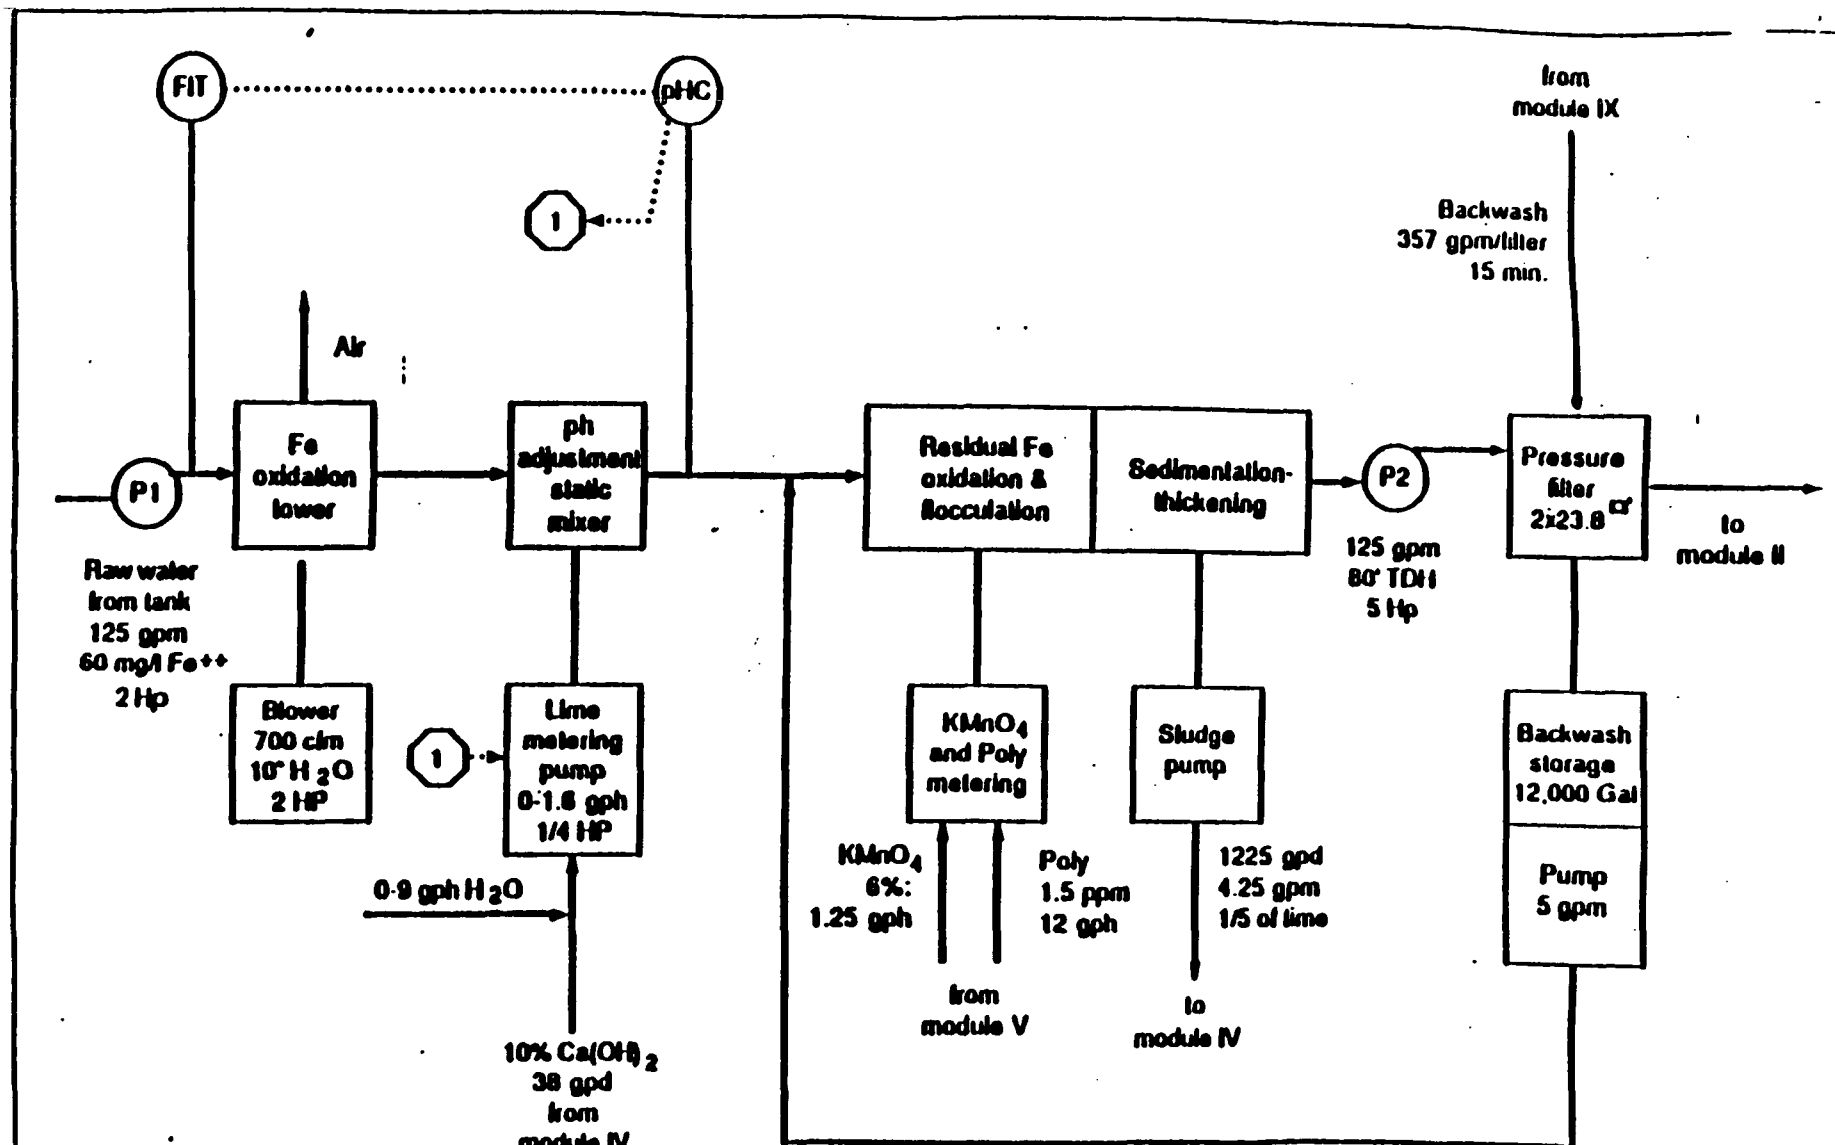 FIT
pHC
from
module IX
1
Backwash
357 gpm/filter
15 min.
Air
Fe
oxidation
tower
ph
adjustment
static
mixer
Residual Fe
oxidation &
flocculation
Sedimentation-
thickening
P1
P2
Pressure
filter
2x23.8
to
module II
Raw water
from tank
125 gpm
60 mg/l Fe++
2 Hp
125 gpm
80' TDH
5 Hp
Blower
700 cfm
10" H2O
2 HP
1
Lime
metering
pump
0-1.6 gph
1/4 HP
KMnO4
and Poly
metering
Sludge
pump
Backwash
storage
12,000 Gal
Pump
5 gpm
0-9 gph H2O
KMnO4
6%:
1.25 gph
Poly
1.5 ppm
12 gph
1225 gpd
4.25 gpm
1/5 of time
from
module V
to
module IV
10% Ca(OH)2
38 gpd
from
module IV